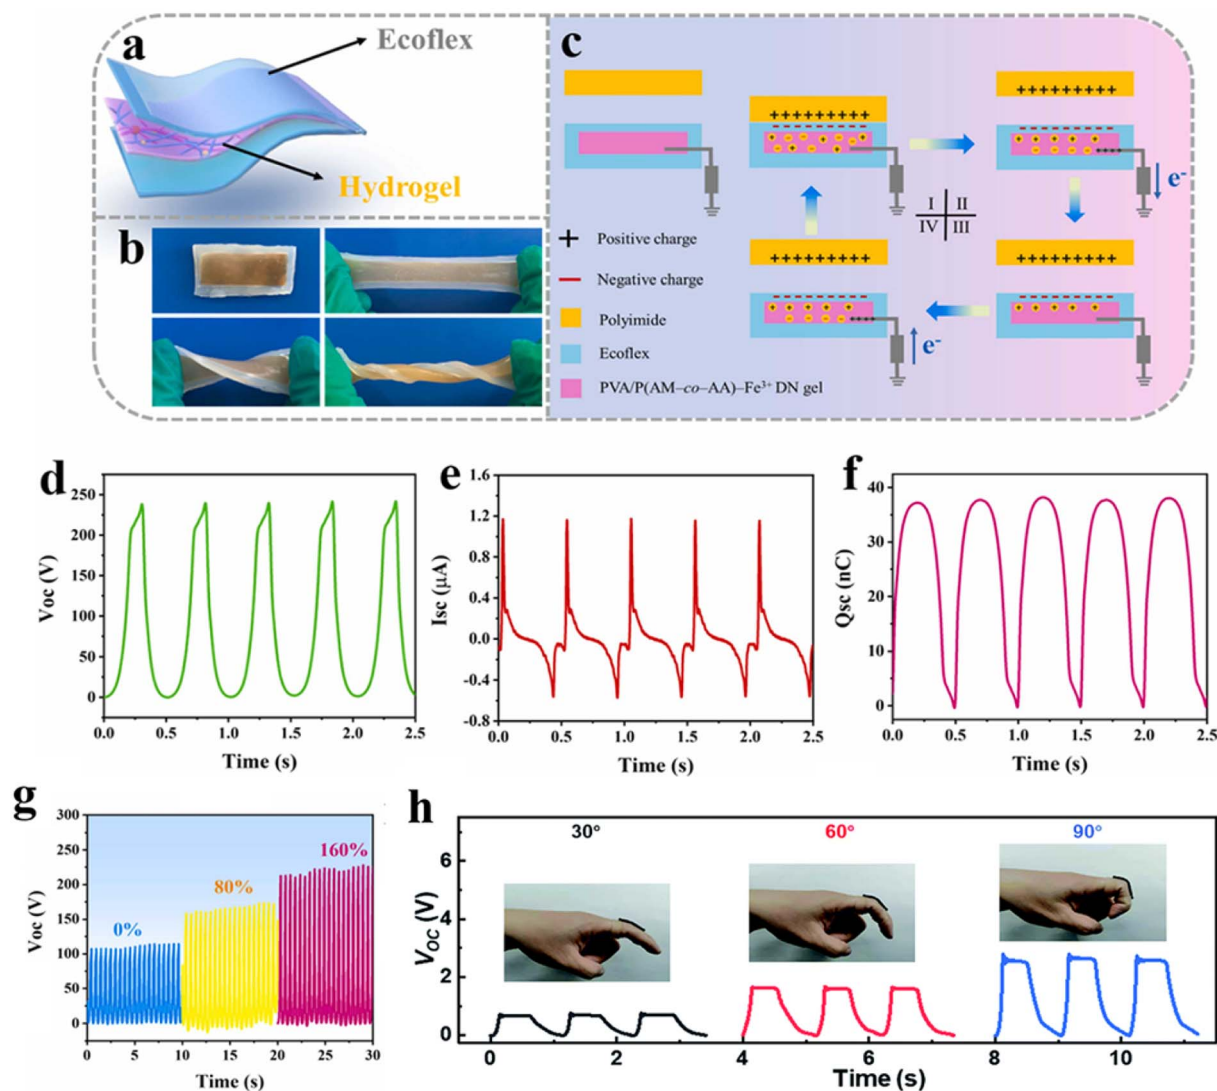 a
Ecoflex
Hydrogel
b
c
+ + + + + + + + +
+ + + + + + + + +
e⁻
I II
IV III
+ Positive charge
Negative charge
Polyimide
Ecoflex
PVA/P(AM–co–AA)–Fe³⁺ DN gel
+ + + + + + + + +
+ + + + + + + + +
e⁻
d
Voc (V)
250
200
150
100
50
0
0.0 0.5 1.0 1.5 2.0 2.5
Time (s)
e
Isc (μA)
1.6
1.2
0.8
0.4
0.0
-0.4
-0.8
0.0 0.5 1.0 1.5 2.0 2.5
Time (s)
f
Qsc (nC)
40
30
20
10
0
0.0 0.5 1.0 1.5 2.0 2.5
Time (s)
g
Voc (V)
300
250
200
150
100
50
0
0%
80%
160%
0 5 10 15 20 25 30
Time (s)
h
VOC (V)
6
4
2
0
30°
60°
90°
0 2 4 6 8 10
Time (s)